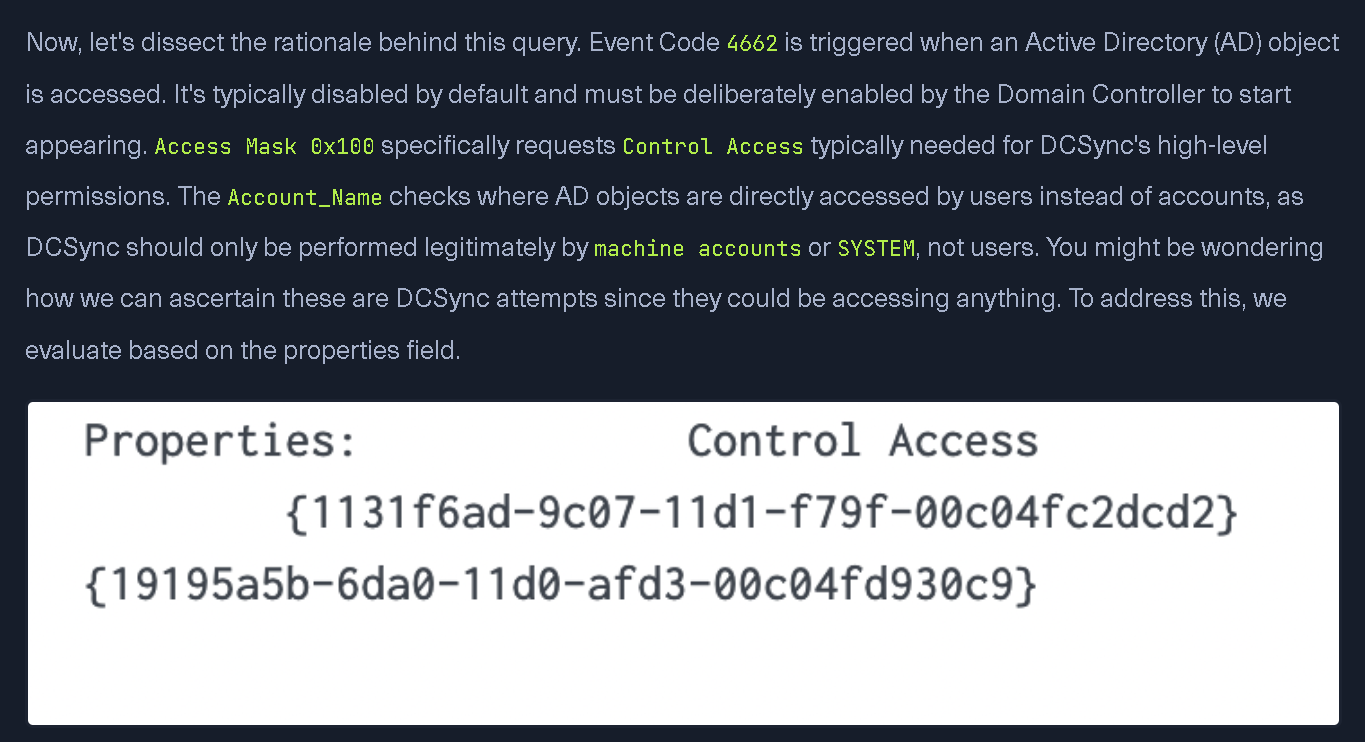 Now, let's dissect the rationale behind this query. Event Code 4662 is triggered when an Active Directory (AD) object
is accessed. It's typically disabled by default and must be deliberately enabled by the Domain Controller to start
appearing. Access Mask 0x100 specifically requests Control Access typically needed for DCSync's high-level
permissions. The Account_Name checks where AD objects are directly accessed by users instead of accounts, as
DCSync should only be performed legitimately by machine accounts or SYSTEM, not users. You might be wondering
how we can ascertain these are DCSync attempts since they could be accessing anything. To address this, we
evaluate based on the properties field.
Properties: Control Access
{1131f6ad-9c07-11d1-f79f-00c04fc2dcd2}
{19195a5b-6da0-11d0-afd3-00c04fd930c9}